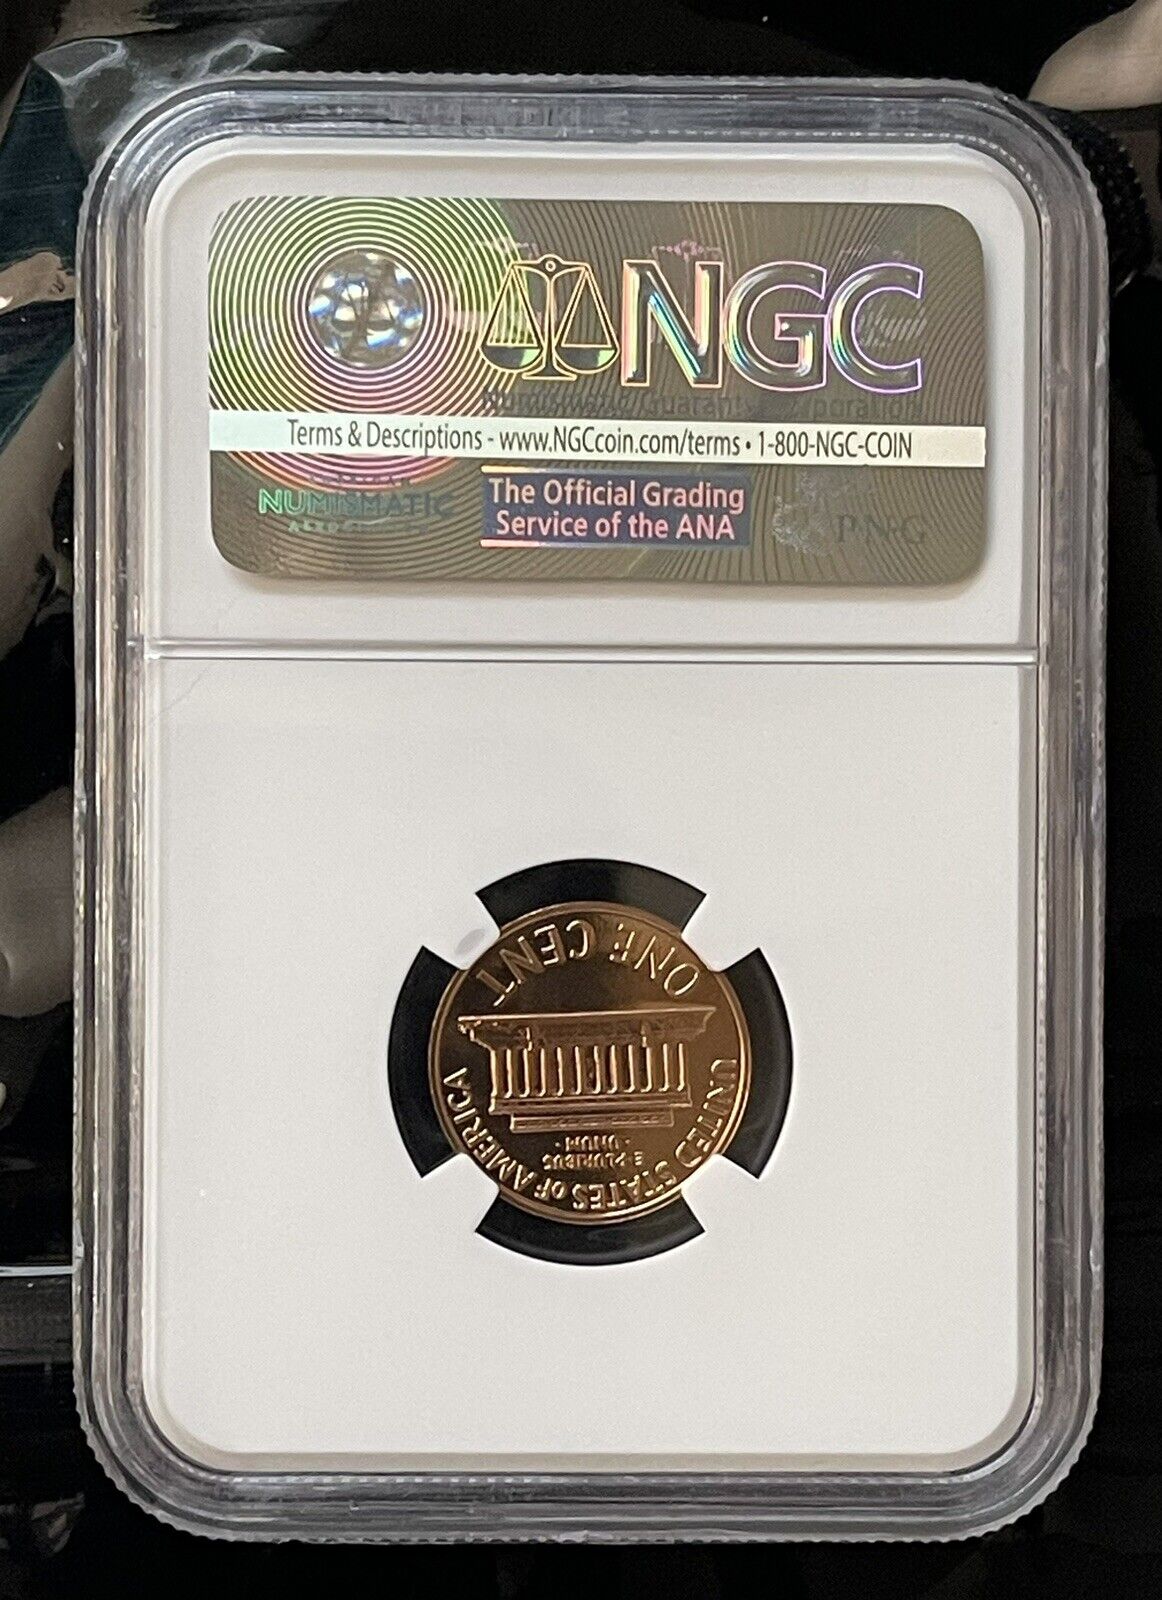 NGC
Numismatic Guaranty Corporation
Terms & Descriptions - www.NGCcoin.com/terms • 1-800-NGC-COIN
NUMISMATIC
ASSOCIATION
The Official Grading
Service of the ANA
PNG
UNITED STATES OF AMERICA
E·PLURIBUS
·UNUM·
ONE CENT